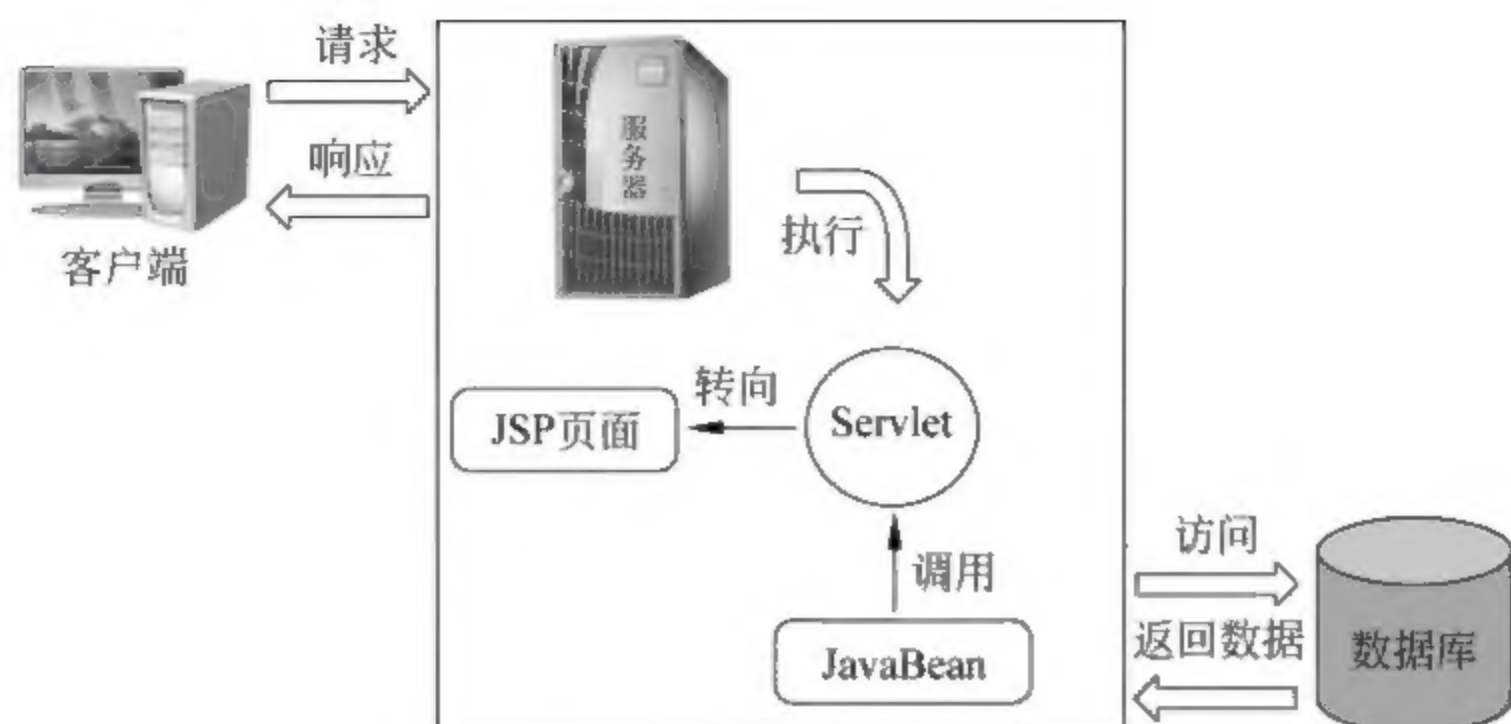 请求
响应
客户端
服务器
执行
转向
JSP页面
Servlet
调用
JavaBean
访问
返回数据
数据库